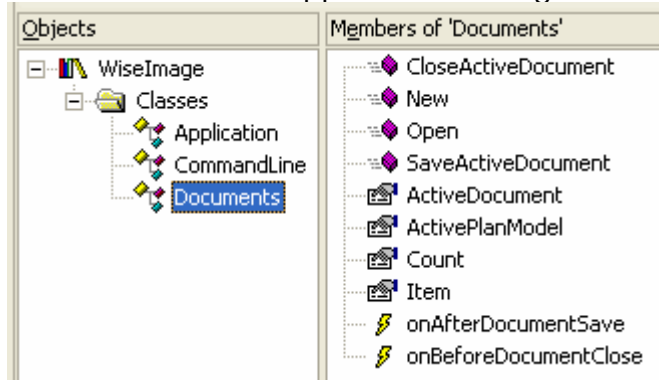 Objects
WiseImage
Classes
Application
CommandLine
Documents
Members of 'Documents'
CloseActiveDocument
New
Open
SaveActiveDocument
ActiveDocument
ActivePlanModel
Count
Item
onAfterDocumentSave
onBeforeDocumentClose